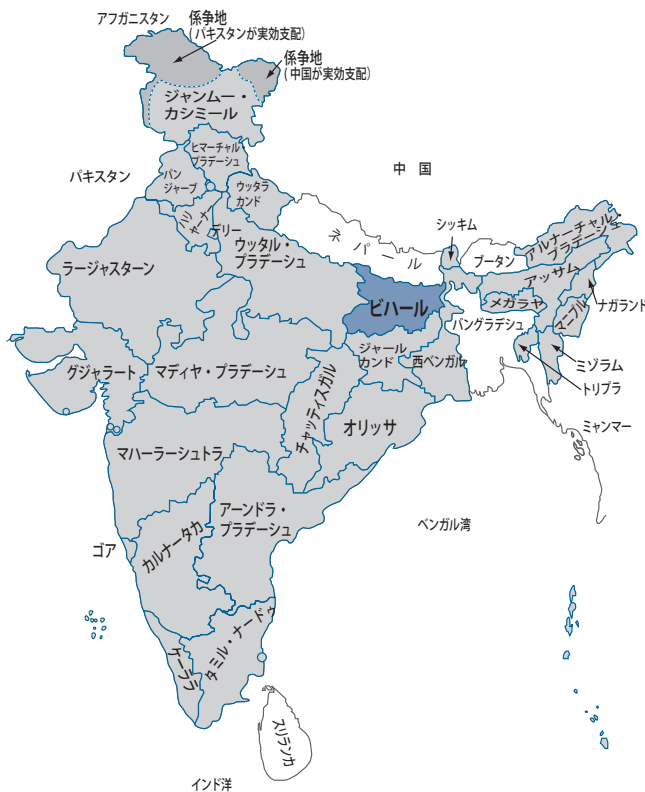 アフガニスタン
係争地
(パキスタンが実効支配)
係争地
(中国が実効支配)
ジャンムー・
カシミール
ヒマーチャル
プラデーシュ
パキスタン
パン
ジャーブ
中 国
ウッタラ
カンド
ハリ
ヤーナー
デリー
ウッタル・
プラデーシュ
ネパール
シッキム
ブータン
アルナーチャル・
プラデーシュ
アッサム
ラージャスターン
ビハール
メガラヤ
ナガランド
マニプル
バングラデシュ
グジャラート
マディヤ・プラデーシュ
ジャール
カンド
西ベンガル
ミゾラム
トリプラ
チャッティスガル
オリッサ
ミャンマー
マハーラーシュトラ
アーンドラ・
プラデーシュ
ベンガル湾
ゴア
カルナータカ
ケーララ
タミル・ナードゥ
スリランカ
インド洋